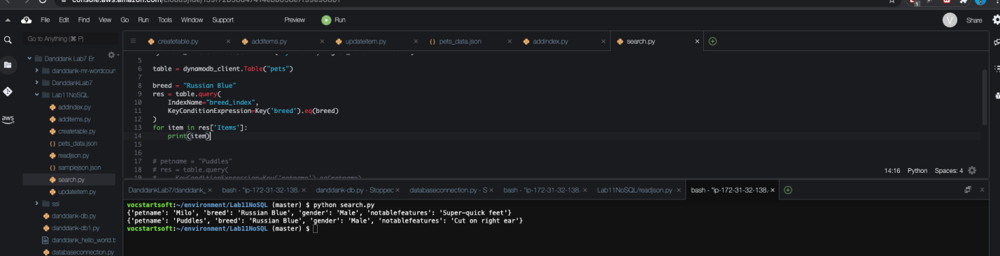 File Edit Find View Go Run Tools Window Support Preview Run V Share
Go to Anything (⌘ P)
createtable.py × additems.py × updateitem.py × {} pets_data.json × addindex.py × search.py ×
Danddank Lab7 Er
danddank-mr-wordcoun
DanddankLab7
Lab11NoSQL
addindex.py
additems.py
createtable.py
{} pets_data.json
readjson.py
{} samplejson.json
search.py
updateitem.py
ssl
danddank-db.py
danddank-db1.py
danddank_hello_world.t
databaseconnection.py
aws
5
6 table = dynamodb_client.Table("pets")
7
8 breed = "Russian Blue"
9 res = table.query(
10 IndexName="breed_index",
11 KeyConditionExpression=Key('breed').eq(breed)
12 )
13 for item in res['Items']:
14 print(item)
15
16
17 # petname = "Puddles"
18 # res = table.query(
19 # KeyConditionExpression=Key('petname').eq(petname)
14:16 Python Spaces: 4
DanddankLab7/danddank_ × bash - "ip-172-31-32-138. × danddank-db.py - Stoppec × databaseconnection.py - S × bash - "ip-172-31-32-138. × Lab11NoSQL/readjson.py × bash - "ip-172-31-32-138. ×
vocstartsoft:~/environment/Lab11NoSQL (master) $ python search.py
{'petname': 'Milo', 'breed': 'Russian Blue', 'gender': 'Male', 'notablefeatures': 'Super-quick feet'}
{'petname': 'Puddles', 'breed': 'Russian Blue', 'gender': 'Male', 'notablefeatures': 'Cut on right ear'}
vocstartsoft:~/environment/Lab11NoSQL (master) $